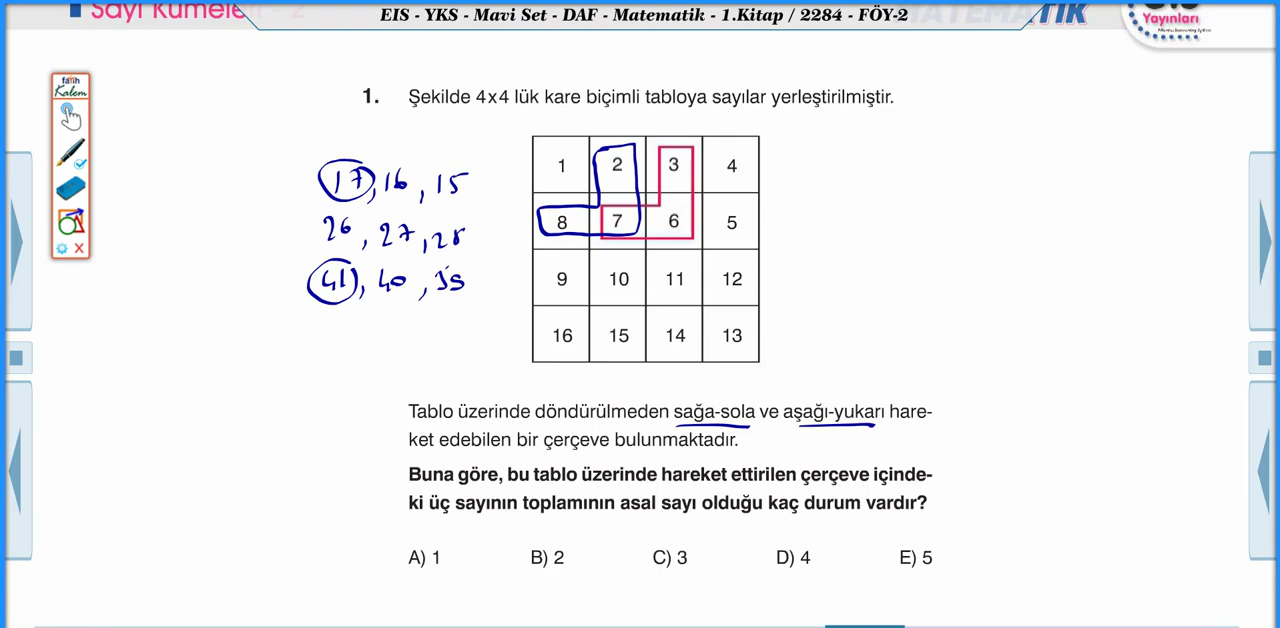 Sayı Kümele - 2
EIS - YKS - Mavi Set - DAF - Matematik - 1.Kitap / 2284 - FÖY-2
MATEMATİK
Yayınları
fatih
Kalem
1. Şekilde 4x4 lük kare biçimli tabloya sayılar yerleştirilmiştir.
1 2 3 4
8 7 6 5
9 10 11 12
16 15 14 13
17, 16, 15
26, 27, 28
41, 40, 39
Tablo üzerinde döndürülmeden sağa-sola ve aşağı-yukarı hare-
ket edebilen bir çerçeve bulunmaktadır.
Buna göre, bu tablo üzerinde hareket ettirilen çerçeve içinde-
ki üç sayının toplamının asal sayı olduğu kaç durum vardır?
A) 1 B) 2 C) 3 D) 4 E) 5